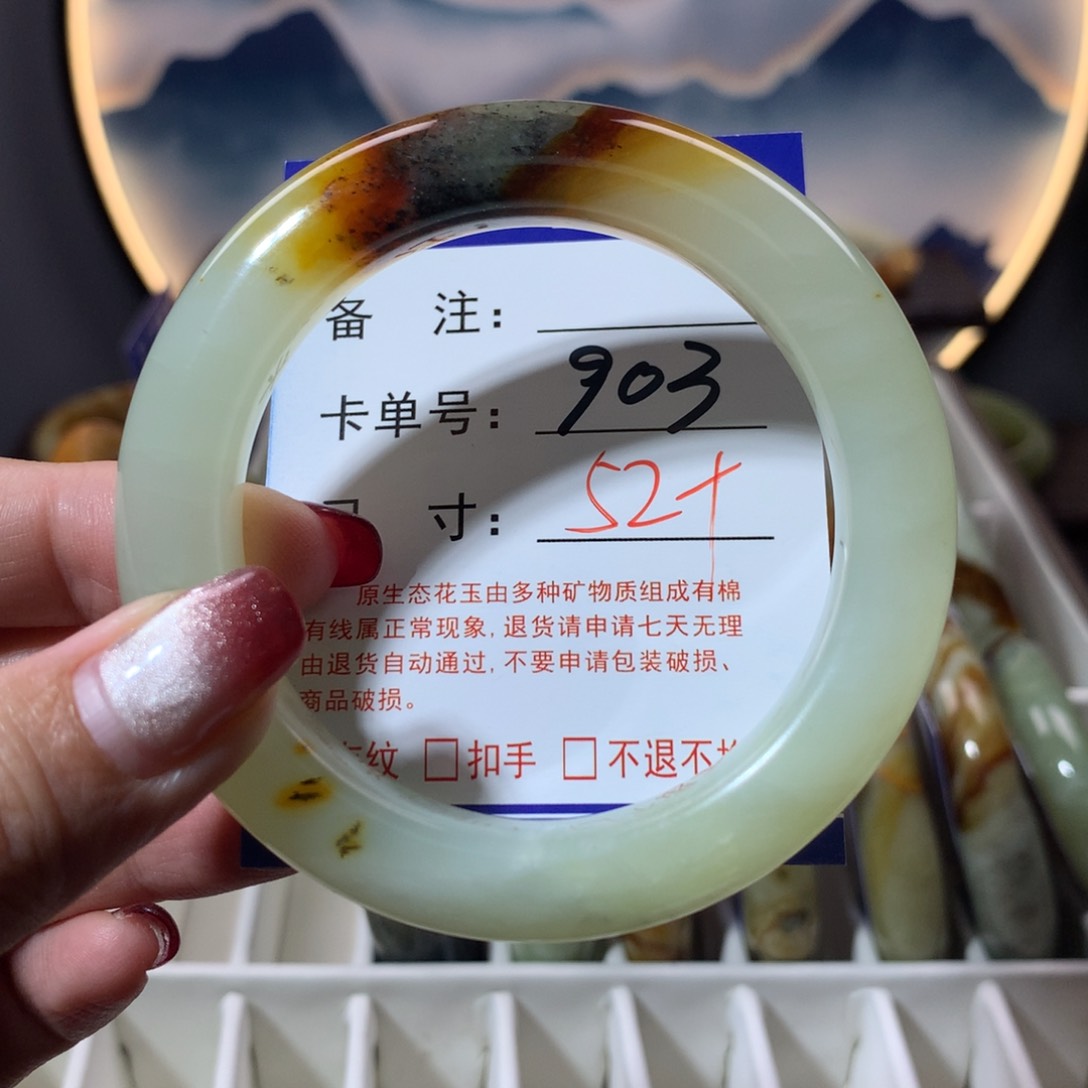 备 注:
卡单号: 903
尺 寸: 52+
原生态花玉由多种矿物质组成有棉
有线属正常现象, 退货请申请七天无理
由退货自动通过, 不要申请包装破损、
商品破损。
纹 □扣手 □不退不